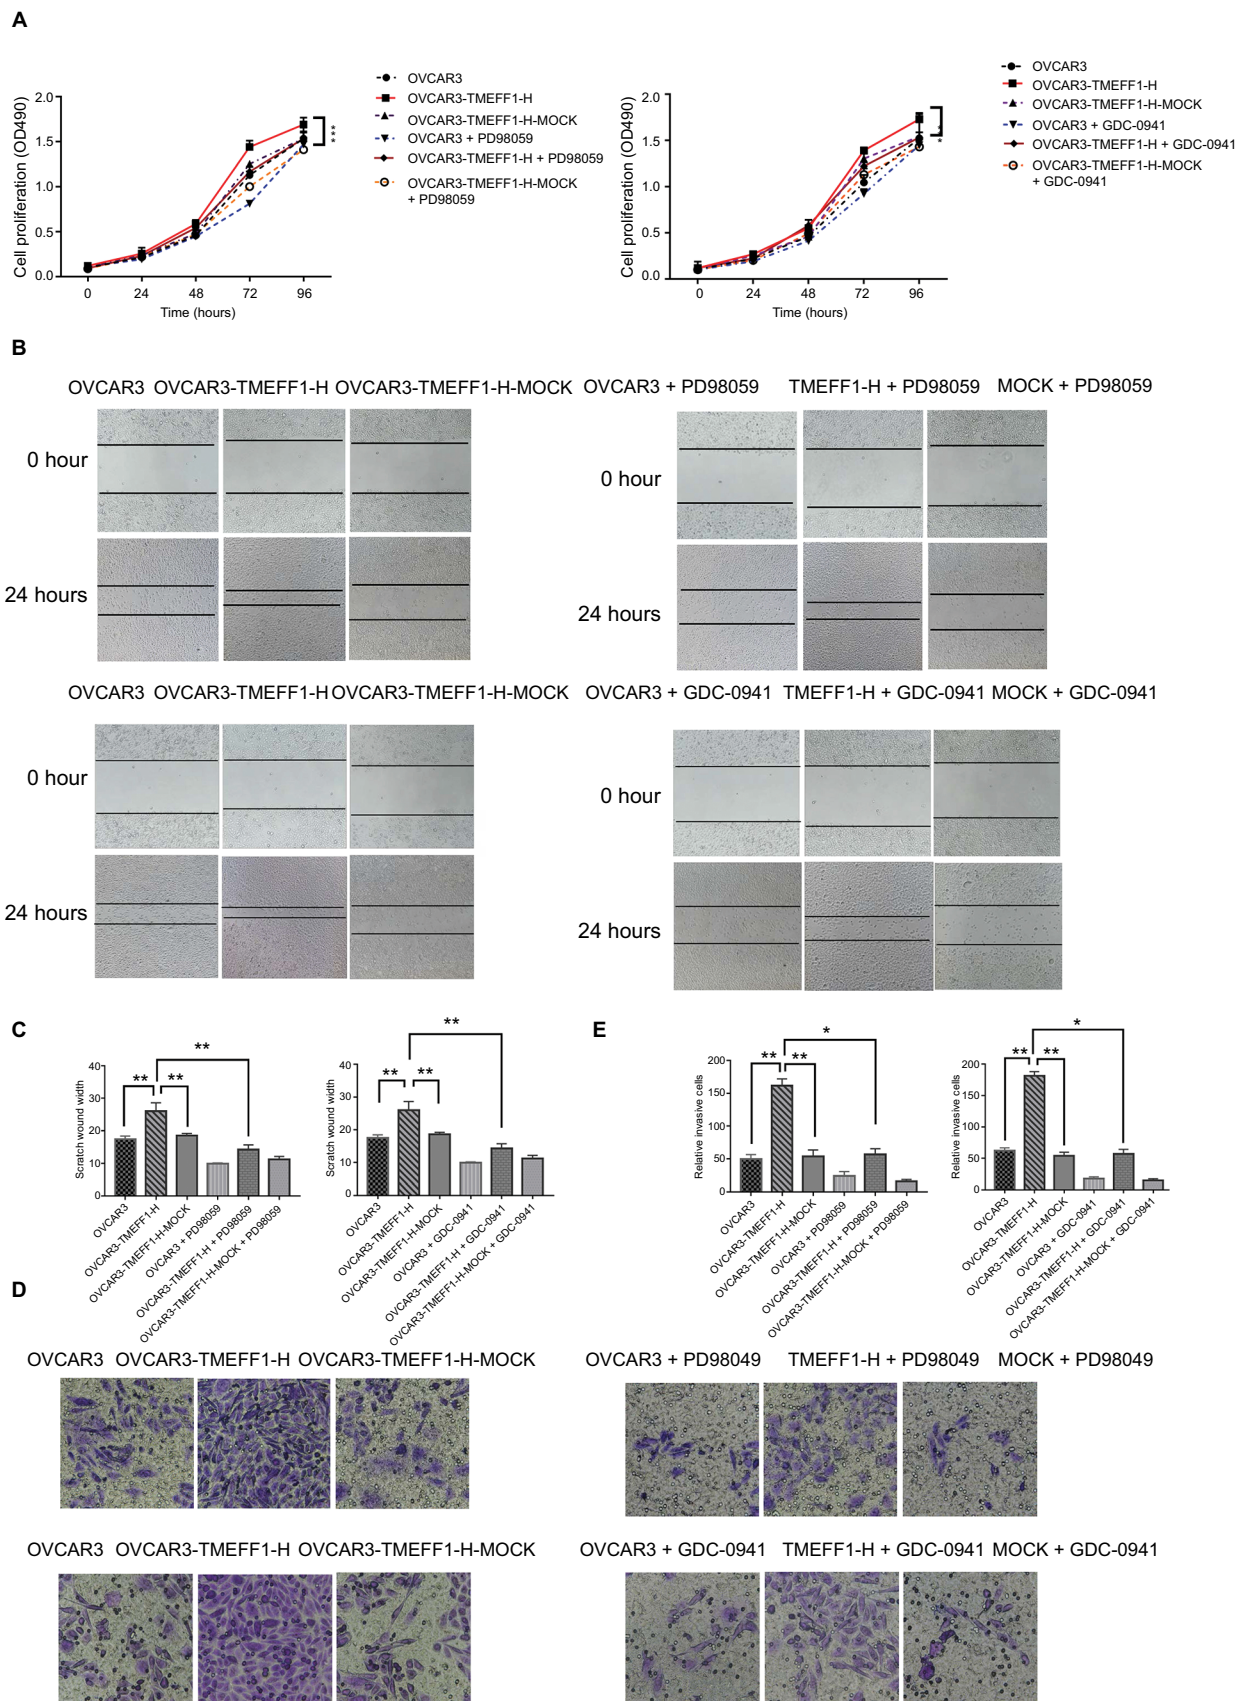 A
OVCAR3
OVCAR3-TMEFF1-H
OVCAR3-TMEFF1-H-MOCK
OVCAR3 + PD98059
OVCAR3-TMEFF1-H + PD98059
OVCAR3-TMEFF1-H-MOCK
+ PD98059
Cell proliferation (OD490)
2.0
1.5
1.0
0.5
0.0
0 24 48 72 96
Time (hours)
***
OVCAR3
OVCAR3-TMEFF1-H
OVCAR3-TMEFF1-H-MOCK
OVCAR3 + GDC-0941
OVCAR3-TMEFF1-H + GDC-0941
OVCAR3-TMEFF1-H-MOCK
+ GDC-0941
Cell proliferation (OD490)
2.0
1.5
1.0
0.5
0.0
0 24 48 72 96
Time (hours)
B
OVCAR3 OVCAR3-TMEFF1-H OVCAR3-TMEFF1-H-MOCK OVCAR3 + PD98059 TMEFF1-H + PD98059 MOCK + PD98059
0 hour
0 hour
24 hours
24 hours
OVCAR3 OVCAR3-TMEFF1-H OVCAR3-TMEFF1-H-MOCK OVCAR3 + GDC-0941 TMEFF1-H + GDC-0941 MOCK + GDC-0941
0 hour
0 hour
24 hours
24 hours
C
Scratch wound width
40
30
20
10
0
** ** **
OVCAR3
OVCAR3-TMEFF1-H
OVCAR3-TMEFF1-H-MOCK
OVCAR3 + PD98059
OVCAR3-TMEFF1-H + PD98059
OVCAR3-TMEFF1-H-MOCK + PD98059
Scratch wound width
40
30
20
10
0
** ** **
OVCAR3
OVCAR3-TMEFF1-H
OVCAR3-TMEFF1-H-MOCK
OVCAR3 + GDC-0941
OVCAR3-TMEFF1-H + GDC-0941
OVCAR3-TMEFF1-H-MOCK + GDC-0941
E
Relative invasive cells
200
150
100
50
0
** ** *
OVCAR3
OVCAR3-TMEFF1-H
OVCAR3-TMEFF1-H-MOCK
OVCAR3 + PD98059
OVCAR3-TMEFF1-H + PD98059
OVCAR3-TMEFF1-H-MOCK + PD98059
Relative invasive cells
200
150
100
50
0
** ** *
OVCAR3
OVCAR3-TMEFF1-H
OVCAR3-TMEFF1-H-MOCK
OVCAR3 + GDC-0941
OVCAR3-TMEFF1-H + GDC-0941
OVCAR3-TMEFF1-H-MOCK + GDC-0941
D
OVCAR3 OVCAR3-TMEFF1-H OVCAR3-TMEFF1-H-MOCK OVCAR3 + PD98049 TMEFF1-H + PD98049 MOCK + PD98049
OVCAR3 OVCAR3-TMEFF1-H OVCAR3-TMEFF1-H-MOCK OVCAR3 + GDC-0941 TMEFF1-H + GDC-0941 MOCK + GDC-0941